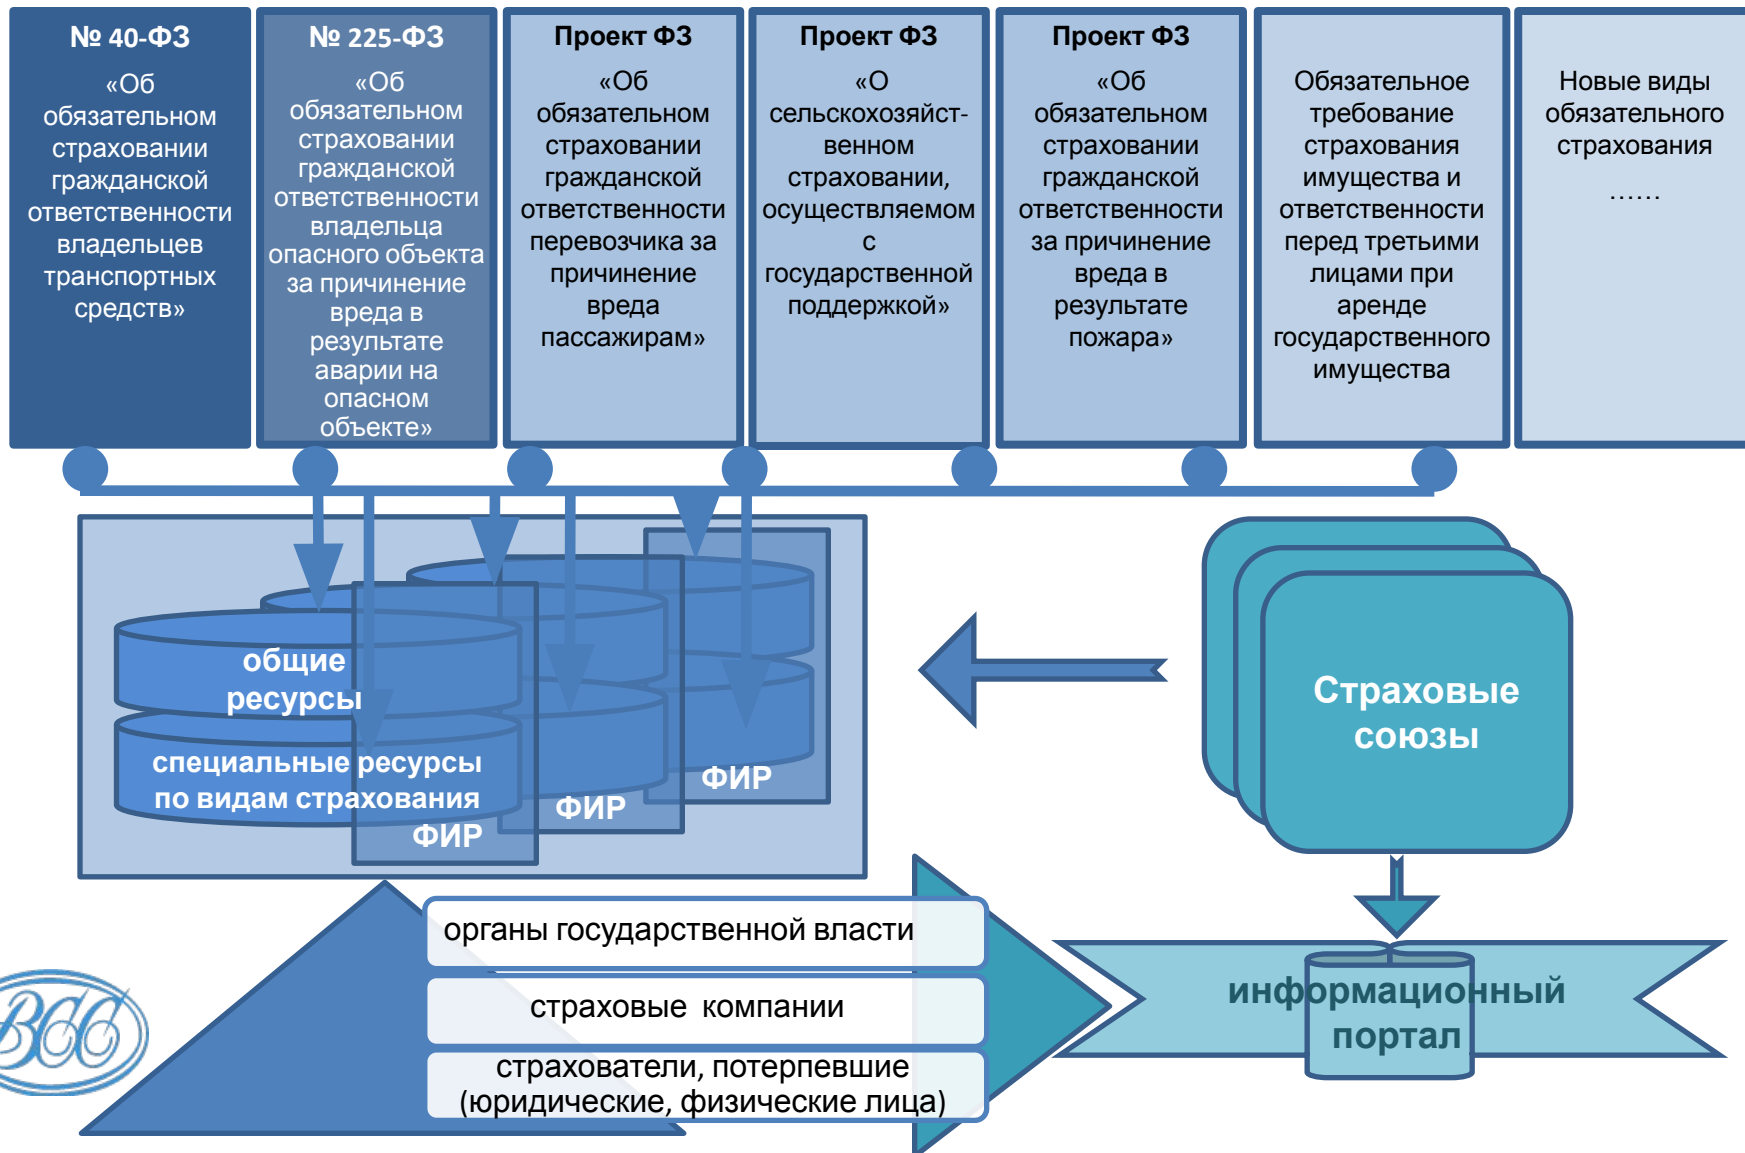 № 40-ФЗ
«Об
обязательном
страховании
гражданской
ответственности
владельцев
транспортных
средств»
№ 225-ФЗ
«Об
обязательном
страховании
гражданской
ответственности
владельца
опасного объекта
за причинение
вреда в
результате
аварии на
опасном
объекте»
Проект ФЗ
«Об
обязательном
страховании
гражданской
ответственности
перевозчика за
причинение
вреда
пассажирам»
Проект ФЗ
«О
сельскохозяйст-
венном
страховании,
осуществляемом
с
государственной
поддержкой»
Проект ФЗ
«Об
обязательном
страховании
гражданской
ответственности
за причинение
вреда в
результате
пожара»
Обязательное
требование
страхования
имущества и
ответственности
перед третьими
лицами при
аренде
государственного
имущества
Новые виды
обязательного
страхования
……
общие
ресурсы
специальные ресурсы
по видам страхования
ФИР
ФИР
ФИР
Страховые
союзы
органы государственной власти
страховые компании
страхователи, потерпевшие
(юридические, физические лица)
информационный
портал
ВСС